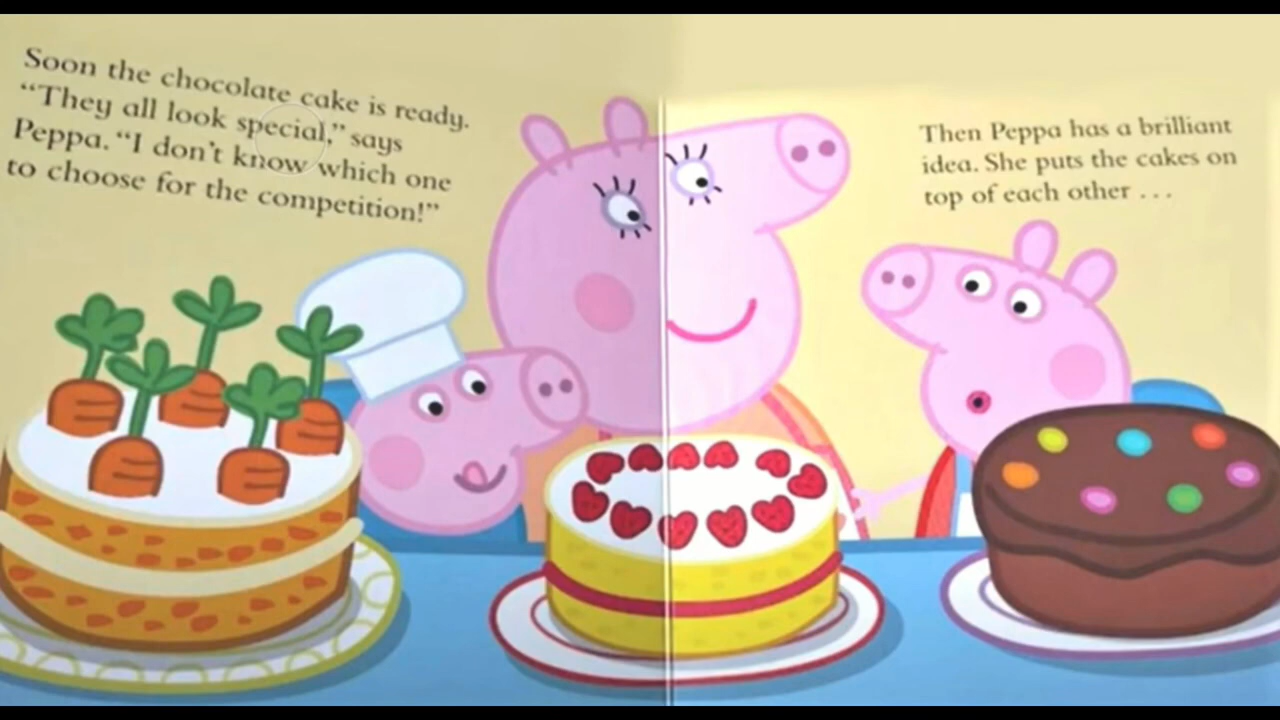 Soon the chocolate cake is ready.
“They all look special,” says
Peppa. “I don’t know which one
to choose for the competition!”
Then Peppa has a brilliant
idea. She puts the cakes on
top of each other . . .